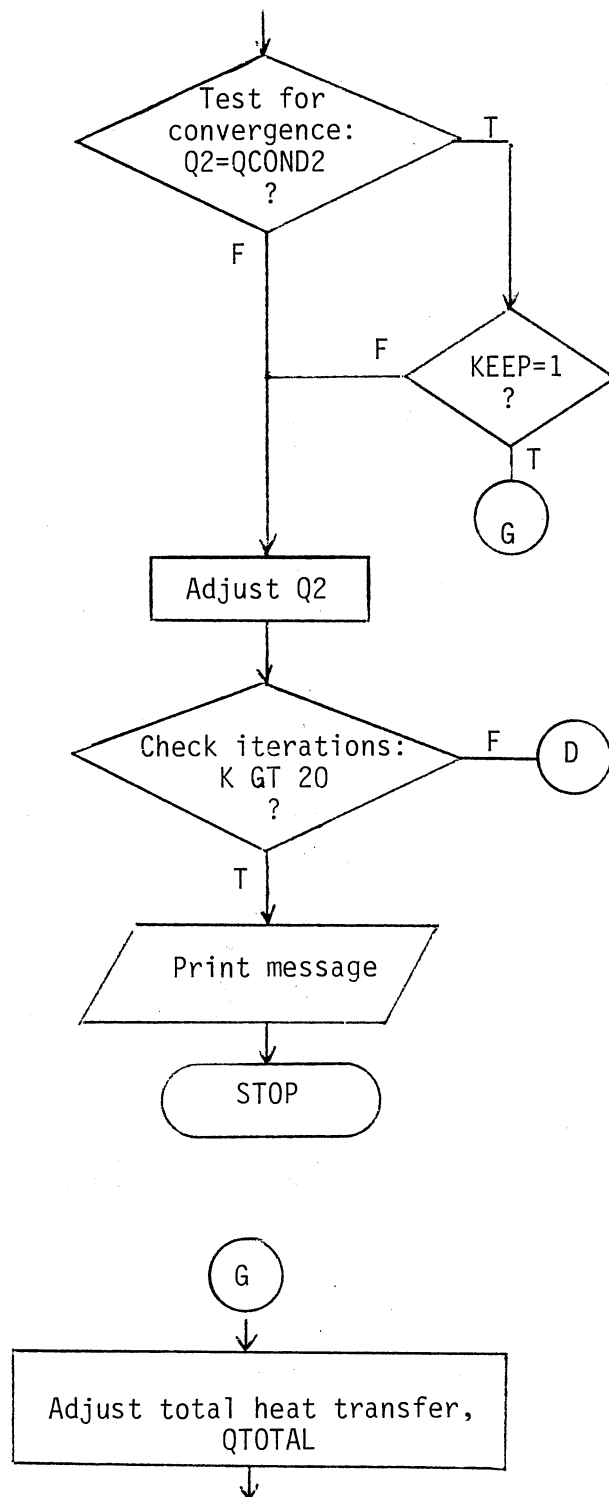 Test for
convergence:
Q2=QCOND2
?
T
F
F
KEEP=1
?
T
G
Adjust Q2
Check iterations:
K GT 20
?
F
D
T
Print message
STOP
G
Adjust total heat transfer,
QTOTAL